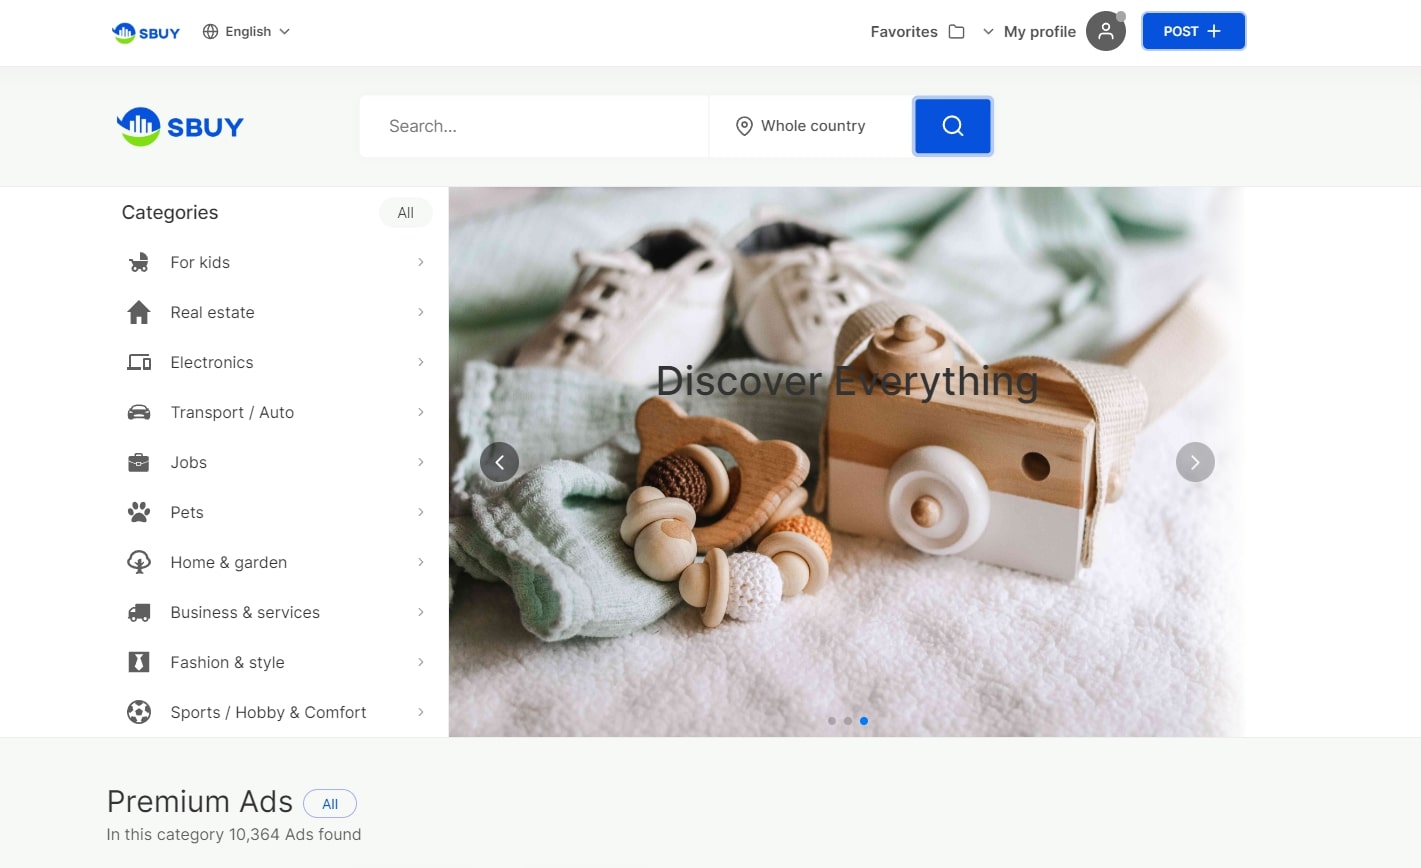 SBUY
English
Favorites
My profile
POST
SBUY
Search...
Whole country
Categories
All
For kids
Real estate
Electronics
Transport / Auto
Jobs
Pets
Home & garden
Business & services
Fashion & style
Sports / Hobby & Comfort
Discover Everything
Premium Ads
All
In this category 10,364 Ads found